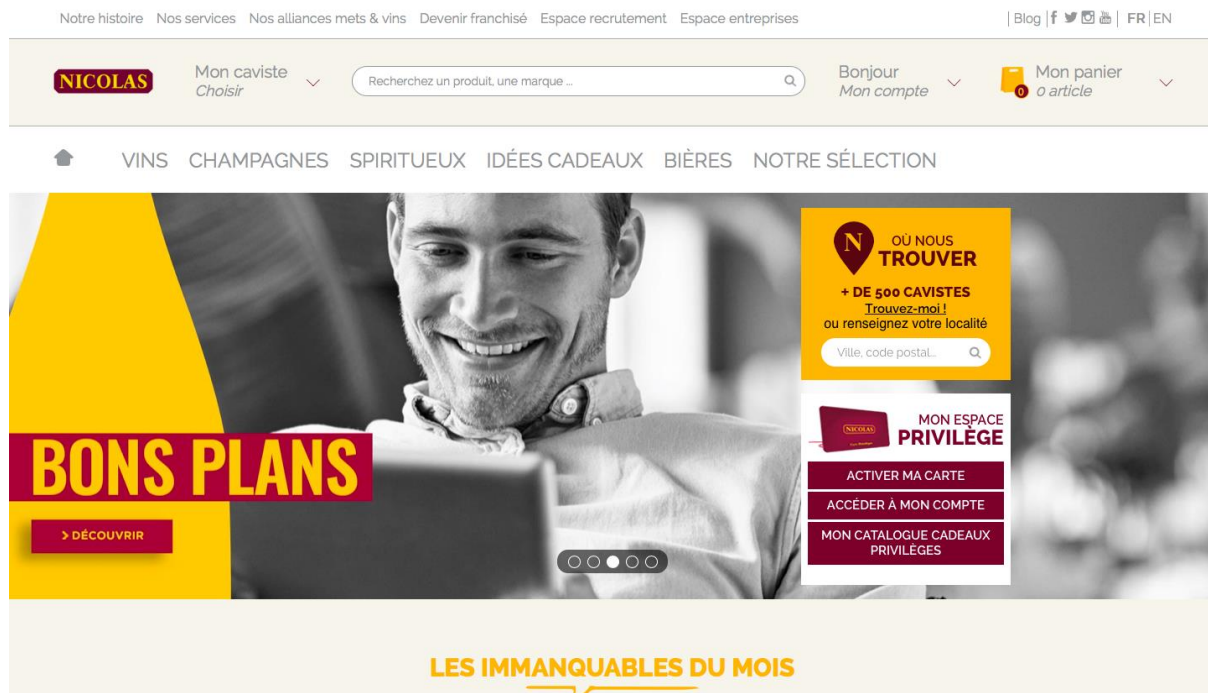 Notre histoire Nos services Nos alliances mets & vins Devenir franchisé Espace recrutement Espace entreprises
| Blog | | FR | EN
NICOLAS
Mon caviste
Choisir
Recherchez un produit, une marque ...
Bonjour
Mon compte
0
Mon panier
0 article
VINS CHAMPAGNES SPIRITUEUX IDÉES CADEAUX BIÈRES NOTRE SÉLECTION
BONS PLANS
> DÉCOUVRIR
N
OÙ NOUS
TROUVER
+ DE 500 CAVISTES
Trouvez-moi !
ou renseignez votre localité
Ville, code postal...
NICOLAS
MON ESPACE
PRIVILÈGE
ACTIVER MA CARTE
ACCÉDER À MON COMPTE
MON CATALOGUE CADEAUX
PRIVILÈGES
LES IMMANQUABLES DU MOIS